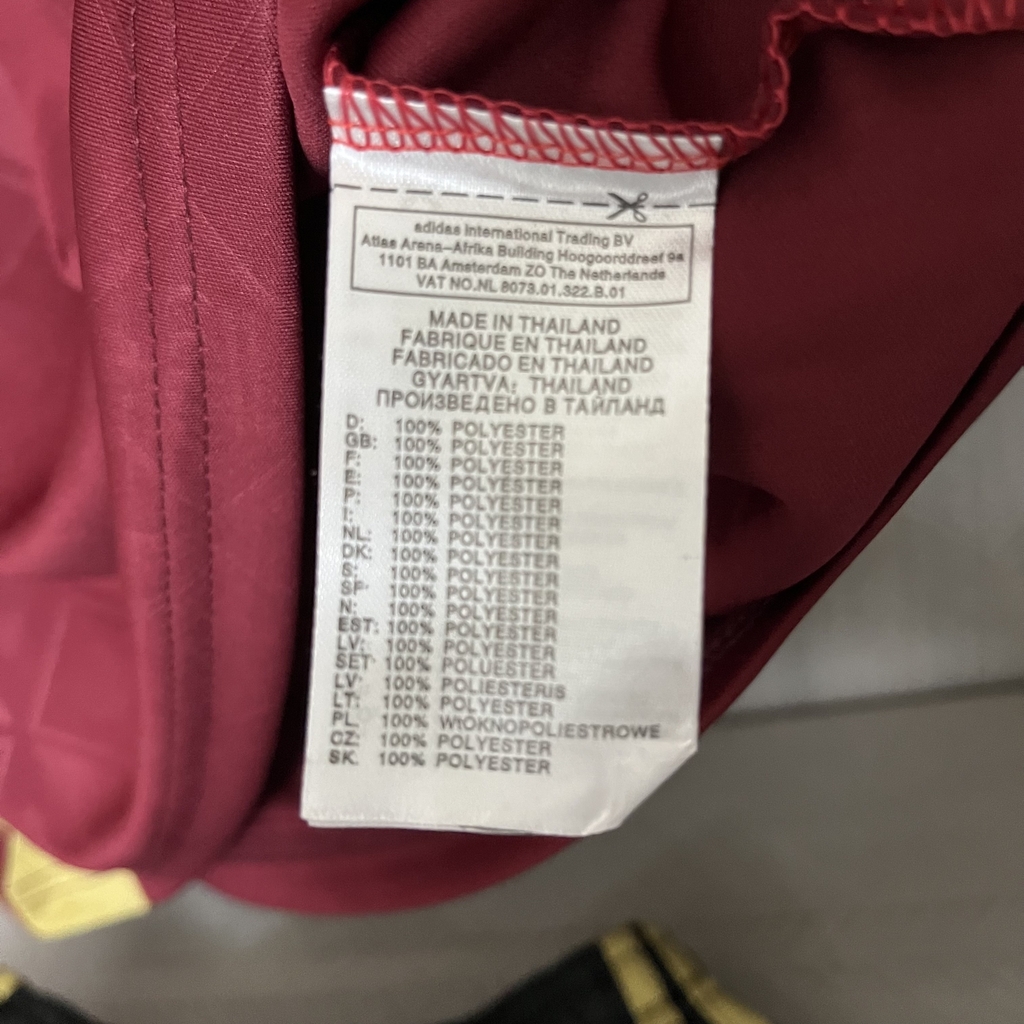 adidas International Trading BV
Atlas Arena-Afrika Building Hoogoorddreef 9a
1101 BA Amsterdam ZO The Netherlands
VAT NO.NL 8073.01.322.B.01
MADE IN THAILAND
FABRIQUE EN THAILAND
FABRICADO EN THAILAND
GYARTVA: THAILAND
ПРОИЗВЕДЕНО В ТАЙЛАНД
D: 100% POLYESTER
GB: 100% POLYESTER
F: 100% POLYESTER
E: 100% POLYESTER
P: 100% POLYESTER
I: 100% POLYESTER
NL: 100% POLYESTER
DK: 100% POLYESTER
S: 100% POLYESTER
SF: 100% POLYESTER
N: 100% POLYESTER
EST: 100% POLYESTER
LV: 100% POLYESTER
SET: 100% POLUESTER
LV: 100% POLIESTERIS
LT: 100% POLYESTER
PL: 100% WłOKNOPOLIESTROWE
CZ: 100% POLYESTER
SK: 100% POLYESTER